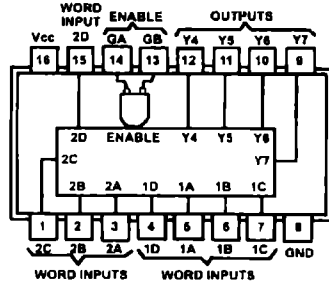 WORD INPUT ENABLE OUTPUTS
Vcc 2D GA GB Y4 Y5 Y6 Y7
16 15 14 13 12 11 10 9
2D ENABLE Y4 Y5 Y6
2C Y7
2B 2A 1D 1A 1B 1C
1 2 3 4 5 6 7 8
2C 2B 2A 1D 1A 1B 1C GND
WORD INPUTS WORD INPUTS